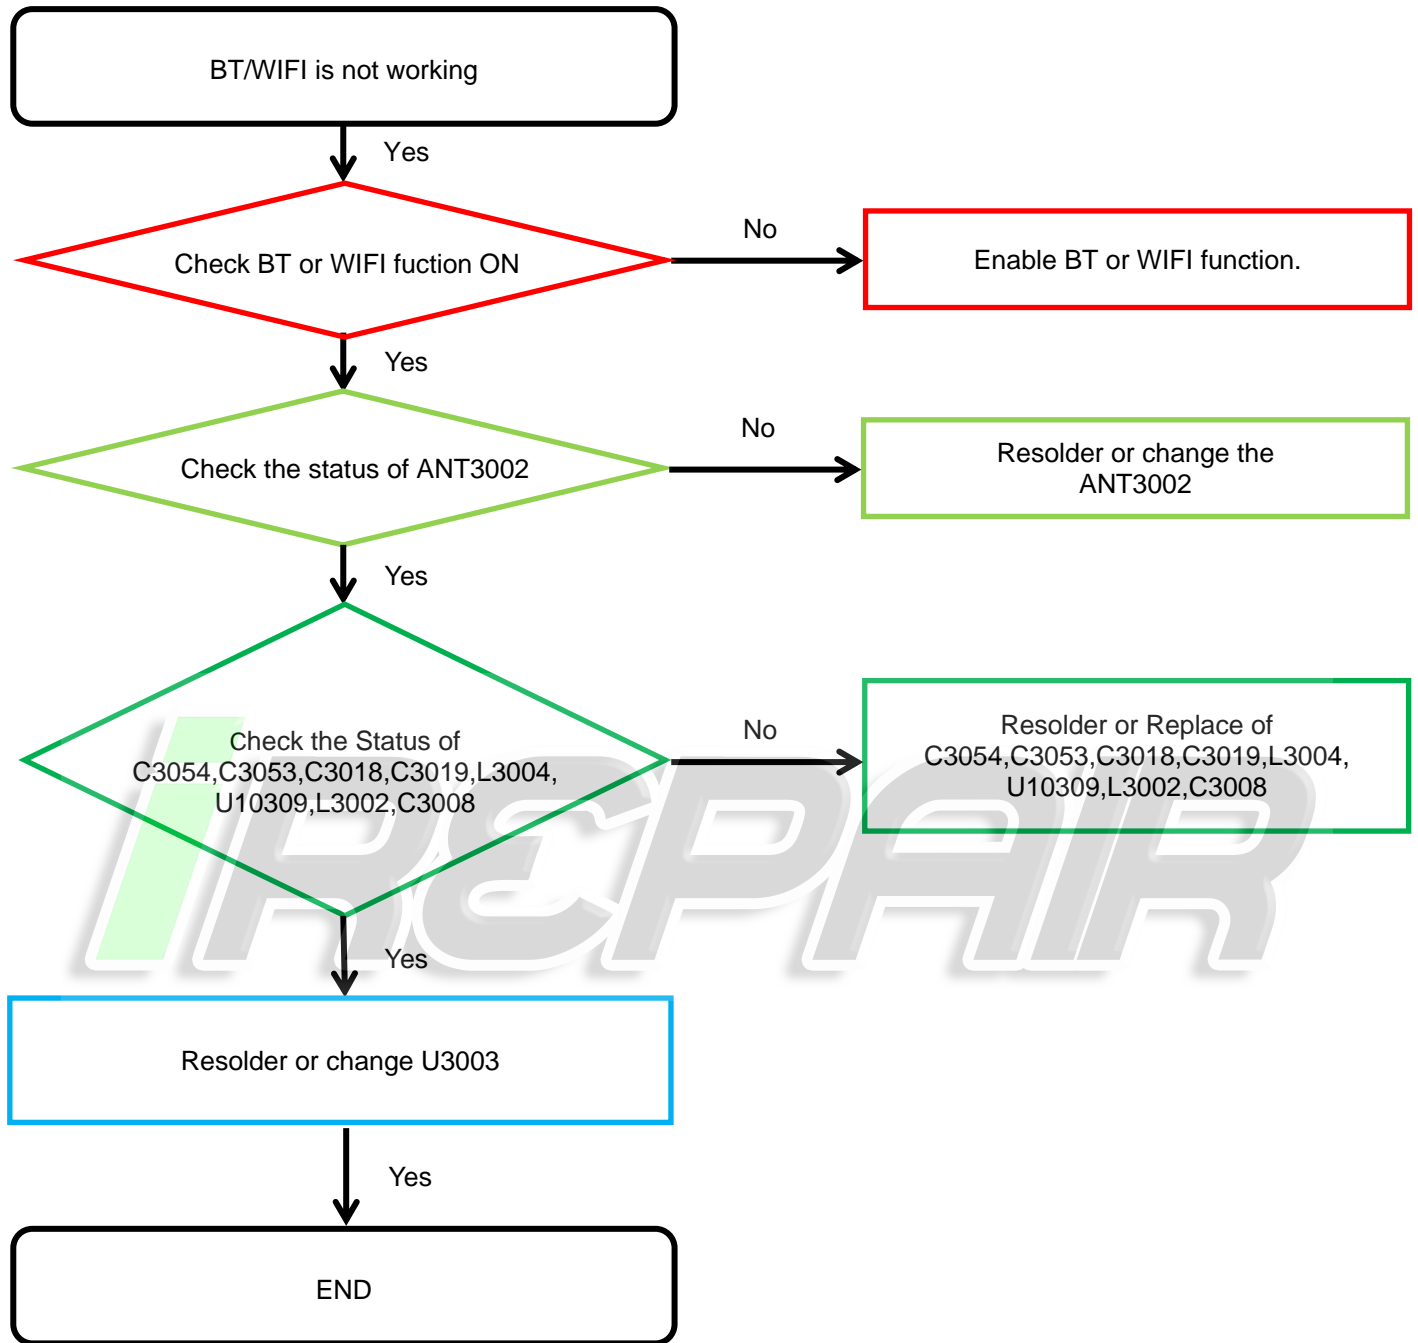 BT/WIFI is not working
Yes
Check BT or WIFI fuction ON
No
Enable BT or WIFI function.
Yes
Check the status of ANT3002
No
Resolder or change the
ANT3002
Yes
Check the Status of
C3054,C3053,C3018,C3019,L3004,
U10309,L3002,C3008
No
Resolder or Replace of
C3054,C3053,C3018,C3019,L3004,
U10309,L3002,C3008
iREPAIR
Yes
Resolder or change U3003
Yes
END